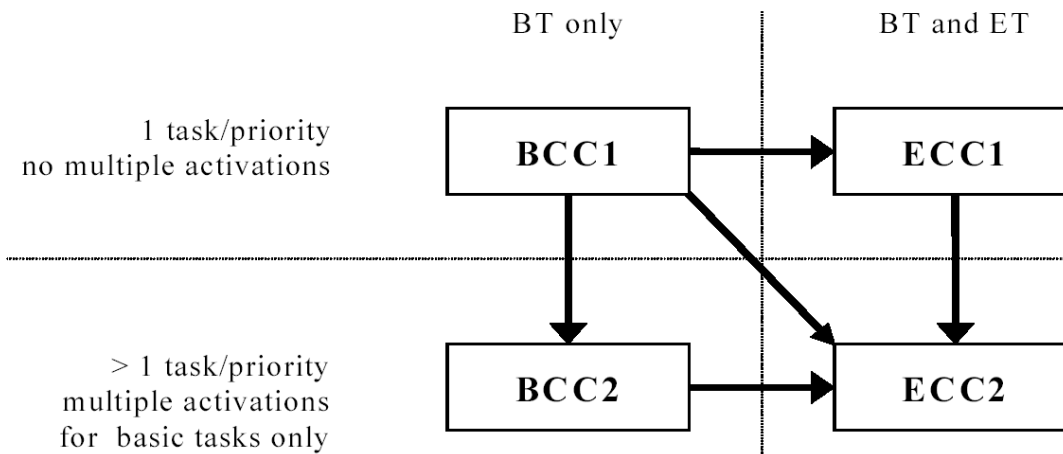 BT only
BT and ET
1 task/priority
no multiple activations
BCC1
ECC1
> 1 task/priority
multiple activations
for basic tasks only
BCC2
ECC2